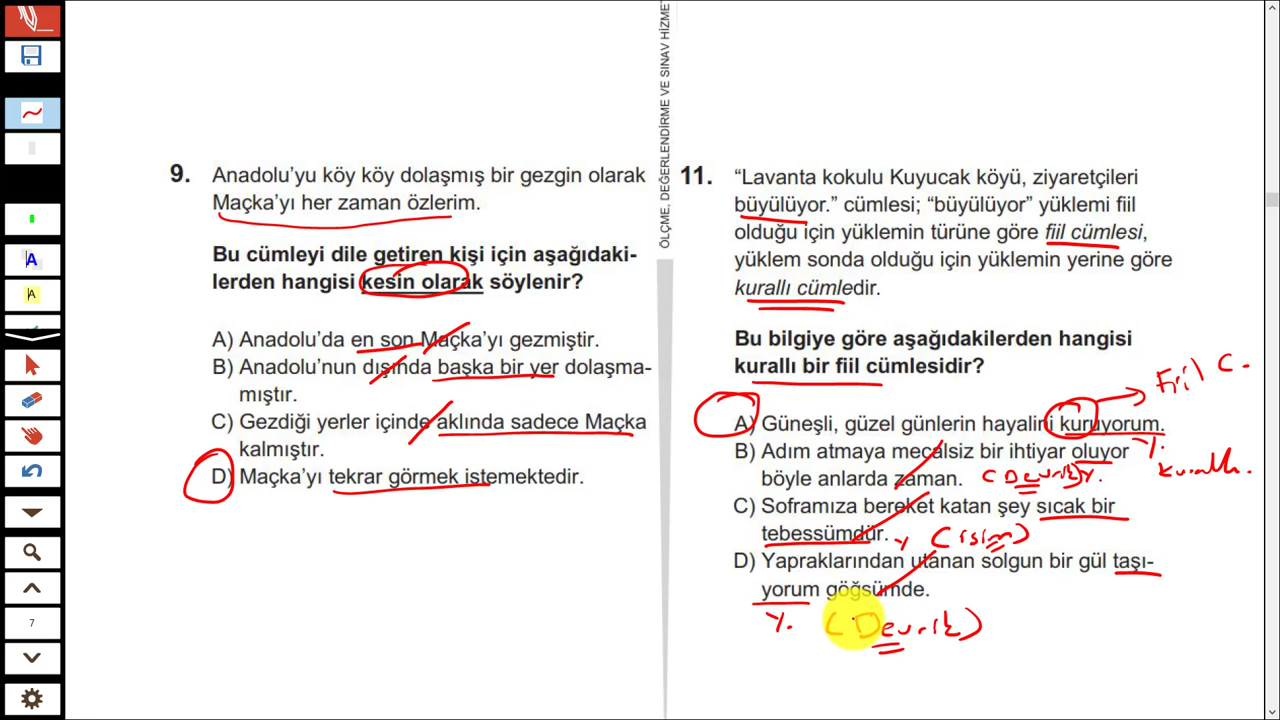 ÖLÇME, DEĞERLENDİRME VE SINAV HİZMET
9. Anadolu’yu köy köy dolaşmış bir gezgin olarak
Maçka’yı her zaman özlerim.
Bu cümleyi dile getiren kişi için aşağıdaki-
lerden hangisi kesin olarak söylenir?
A) Anadolu’da en son Maçka’yı gezmiştir.
B) Anadolu’nun dışında başka bir yer dolaşma-
mıştır.
C) Gezdiği yerler içinde aklında sadece Maçka
kalmıştır.
D) Maçka’yı tekrar görmek istemektedir.
11. “Lavanta kokulu Kuyucak köyü, ziyaretçileri
büyülüyor.” cümlesi; “büyülüyor” yüklemi fiil
olduğu için yüklemin türüne göre fiil cümlesi,
yüklem sonda olduğu için yüklemin yerine göre
kurallı cümledir.
Bu bilgiye göre aşağıdakilerden hangisi
kurallı bir fiil cümlesidir?
Fiil C.
A) Güneşli, güzel günlerin hayalini kuruyorum.
Y.
kurallı.
B) Adım atmaya mecalsiz bir ihtiyar oluyor
böyle anlarda zaman. (Devrik) Y.
C) Soframıza bereket katan şey sıcak bir
tebessümdür. Y (isim)
D) Yapraklarından utanan solgun bir gül taşı-
yorum göğsümde.
Y. (Devrik)
A
A
7